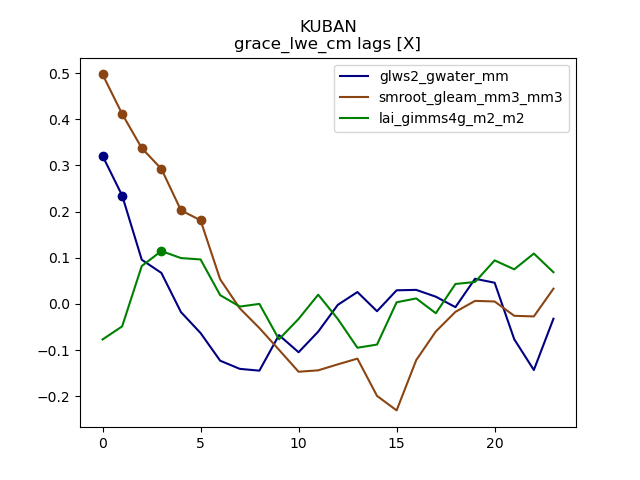 KUBAN
grace_lwe_cm lags [X]
glws2_gwater_mm
smroot_gleam_mm3_mm3
lai_gimms4g_m2_m2
0.5
0.4
0.3
0.2
0.1
0.0
−0.1
−0.2
0 5 10 15 20